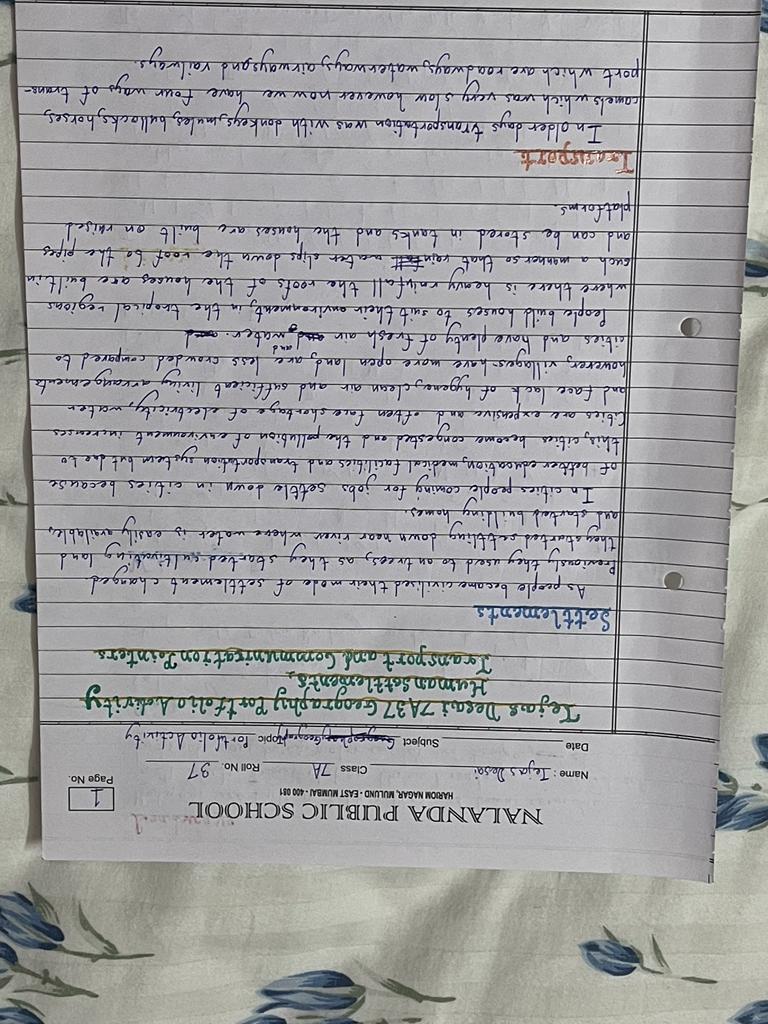 NALANDA PUBLIC SCHOOL
HARIOM NAGAR, MULUND - EAST MUMBAI - 400 081
1
Page No.
Name : Tejas Desai Class 7A Roll No. 37
Date Subject Geography Topic Portfolio Activity
Tejas Desai 7A37 Geography Portfolio Activity
Human Settlements,
Transport and Communication Pointers
Settlements
As people became civilised their mode of settlement changed.
Previously they used to on trees, as they started cultivating land
they started settling down near river where water is easily available,
and started building homes.
In cities people coming for jobs settle down in cities because
of better education, medical facilities and transportation system but due to
this, cities become congested and the pollution of environment increases
Cities are expensive and often face shortage of electricity, water
and face lack of hygene, clean air and sufficient living arrangements
however, villages have more open land, are less crowded compared to
cities and have plenty of fresh air and water.
People build houses to suit their environment, in the tropical regions
where there is heavy rainfall the roofs of the houses are built in
such a manner so that rain water slips down the roof to the pipes
and can be stored in tanks and the houses are built on raised
platforms.
Transport
In older days transportation was with donkeys, mules, bullocks, horses,
camels which was very slow however now we have four ways of trans-
port which are roadways, waterways, airways and railways.